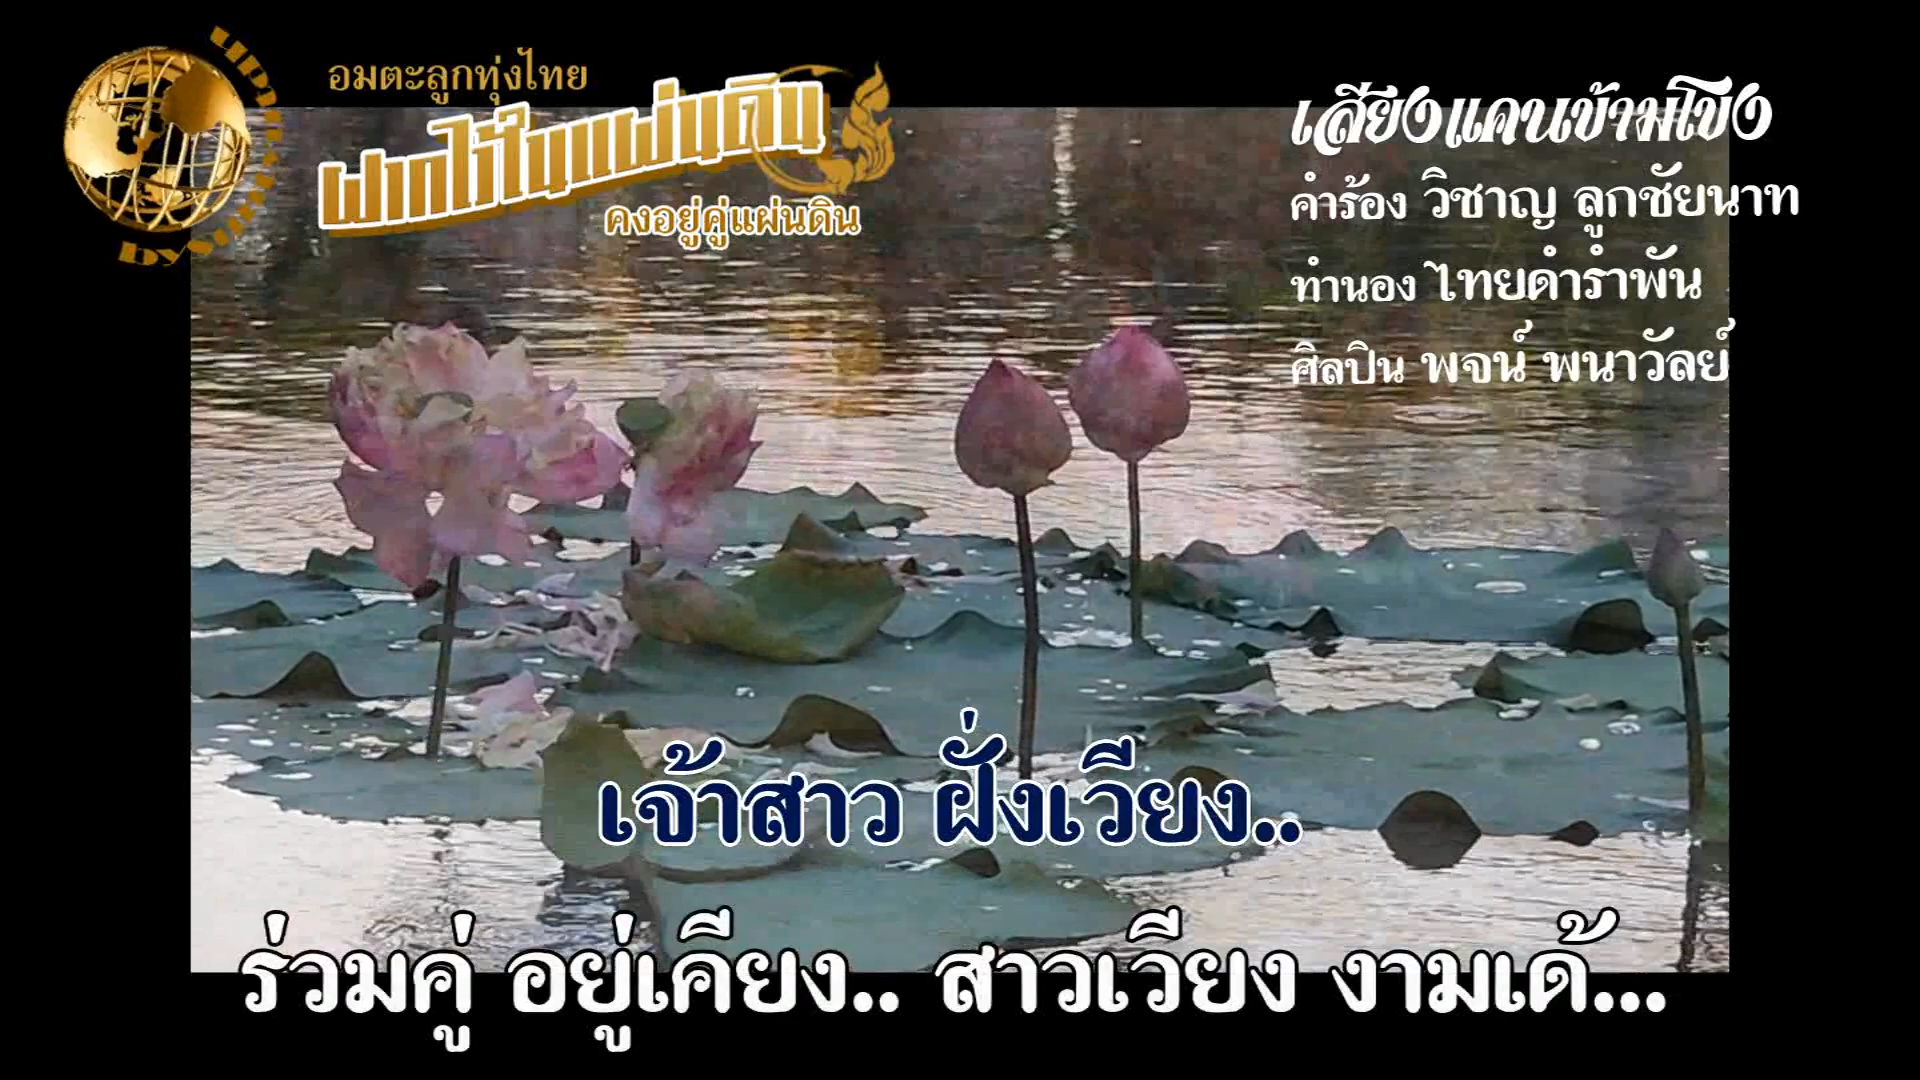 อมตะลูกทุ่งไทย
ฝากไว้ในแผ่นดิน
คงอยู่คู่แผ่นดิน
เสียงแคนข้ามโขง
คำร้อง วิชาญ ลูกชัยนาท
ทำนอง ไทยดำรำพัน
ศิลปิน พจน์ พนาวัลย์
เจ้าสาว ฝั่งเวียง..
ร่วมคู่ อยู่เคียง.. สาวเวียง งามเด้...